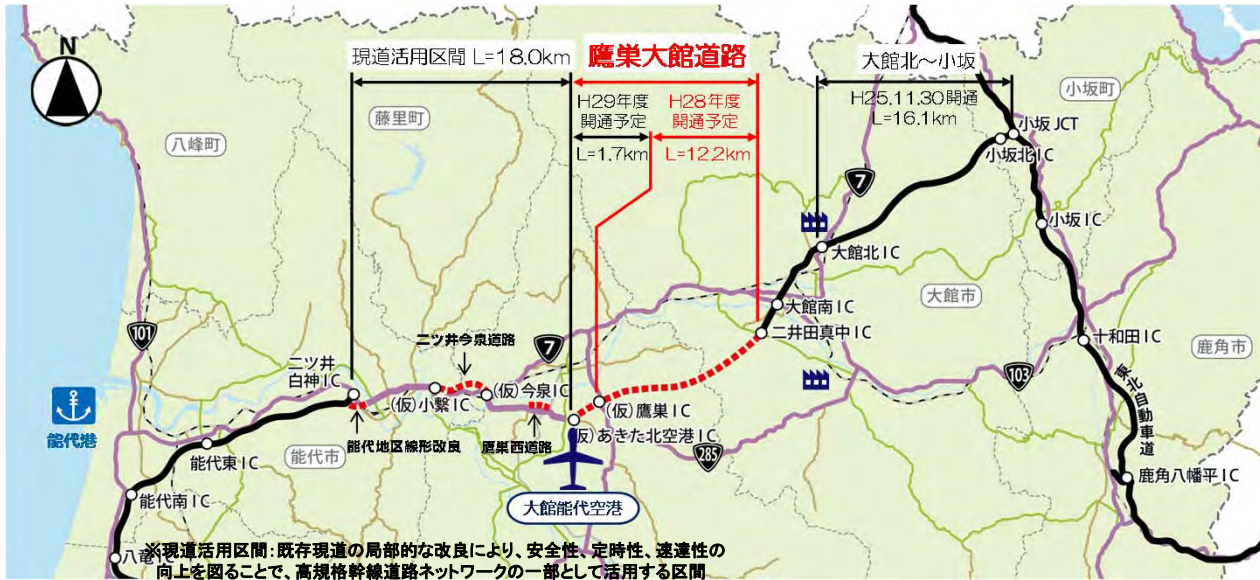 N
現道活用区間 L=18.0km
鷹巣大館道路
大館北～小坂
H29年度
開通予定
H28年度
開通予定
H25.11.30開通
L=16.1km
L=1.7km
L=12.2km
小坂町
藤里町
八峰町
小坂JCT
小坂北IC
7
小坂IC
大館北IC
大館市
大館南IC
二井田真中IC
十和田IC
鹿角市
101
二ツ井今泉道路
7
二ツ井
白神IC
(仮)小繋IC
(仮)今泉IC
(仮)鷹巣IC
103
東北自動車道
能代港
能代地区線形改良
鷹巣西道路
仮)あきた北空港IC
能代東IC
能代市
285
鹿角八幡平IC
能代南IC
大館能代空港
八竜
※現道活用区間:既存現道の局部的な改良により、安全性、定時性、速達性の
向上を図ることで、高規格幹線道路ネットワークの一部として活用する区間